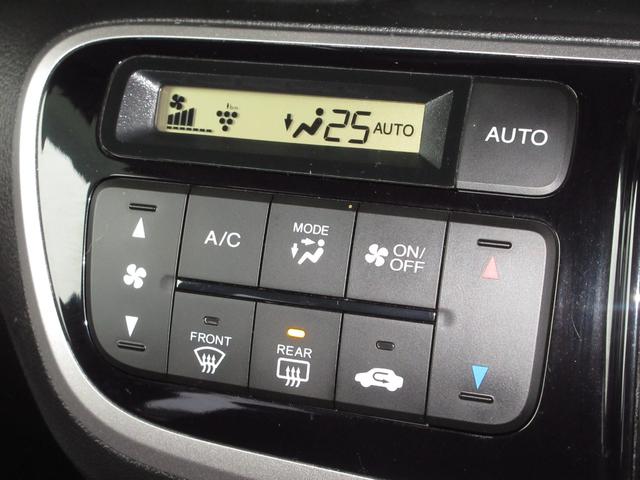 25 AUTO
AUTO
A/C
MODE
ON/
OFF
FRONT
REAR